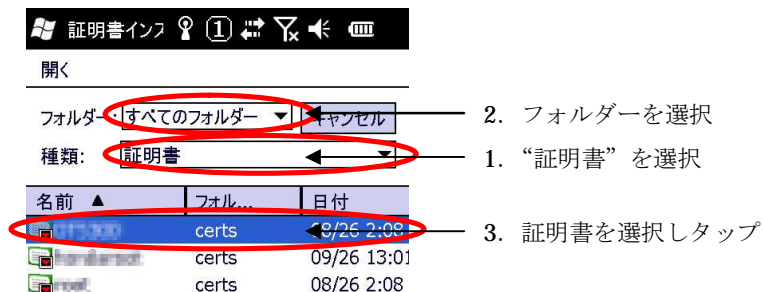 証明書インス
開く
フォルダー: すべてのフォルダー キャンセル
2. フォルダーを選択
種類: 証明書
1. “証明書”を選択
名前 ▲ フォル... 日付
certs 08/26 2:08
3. 証明書を選択しタップ
certs 09/26 13:01
certs 08/26 2:08